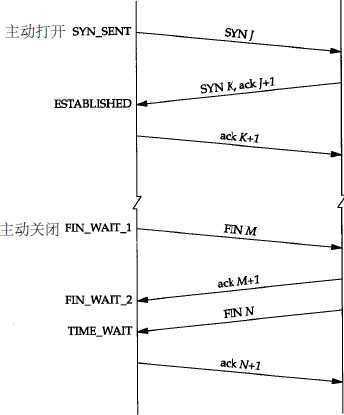 主动打开 SYN_SENT
SYN J
SYN K, ack J+1
ESTABLISHED
ack K+1
主动关闭 FIN_WAIT_1
FIN M
ack M+1
FIN_WAIT_2
FIN N
TIME_WAIT
ack N+1